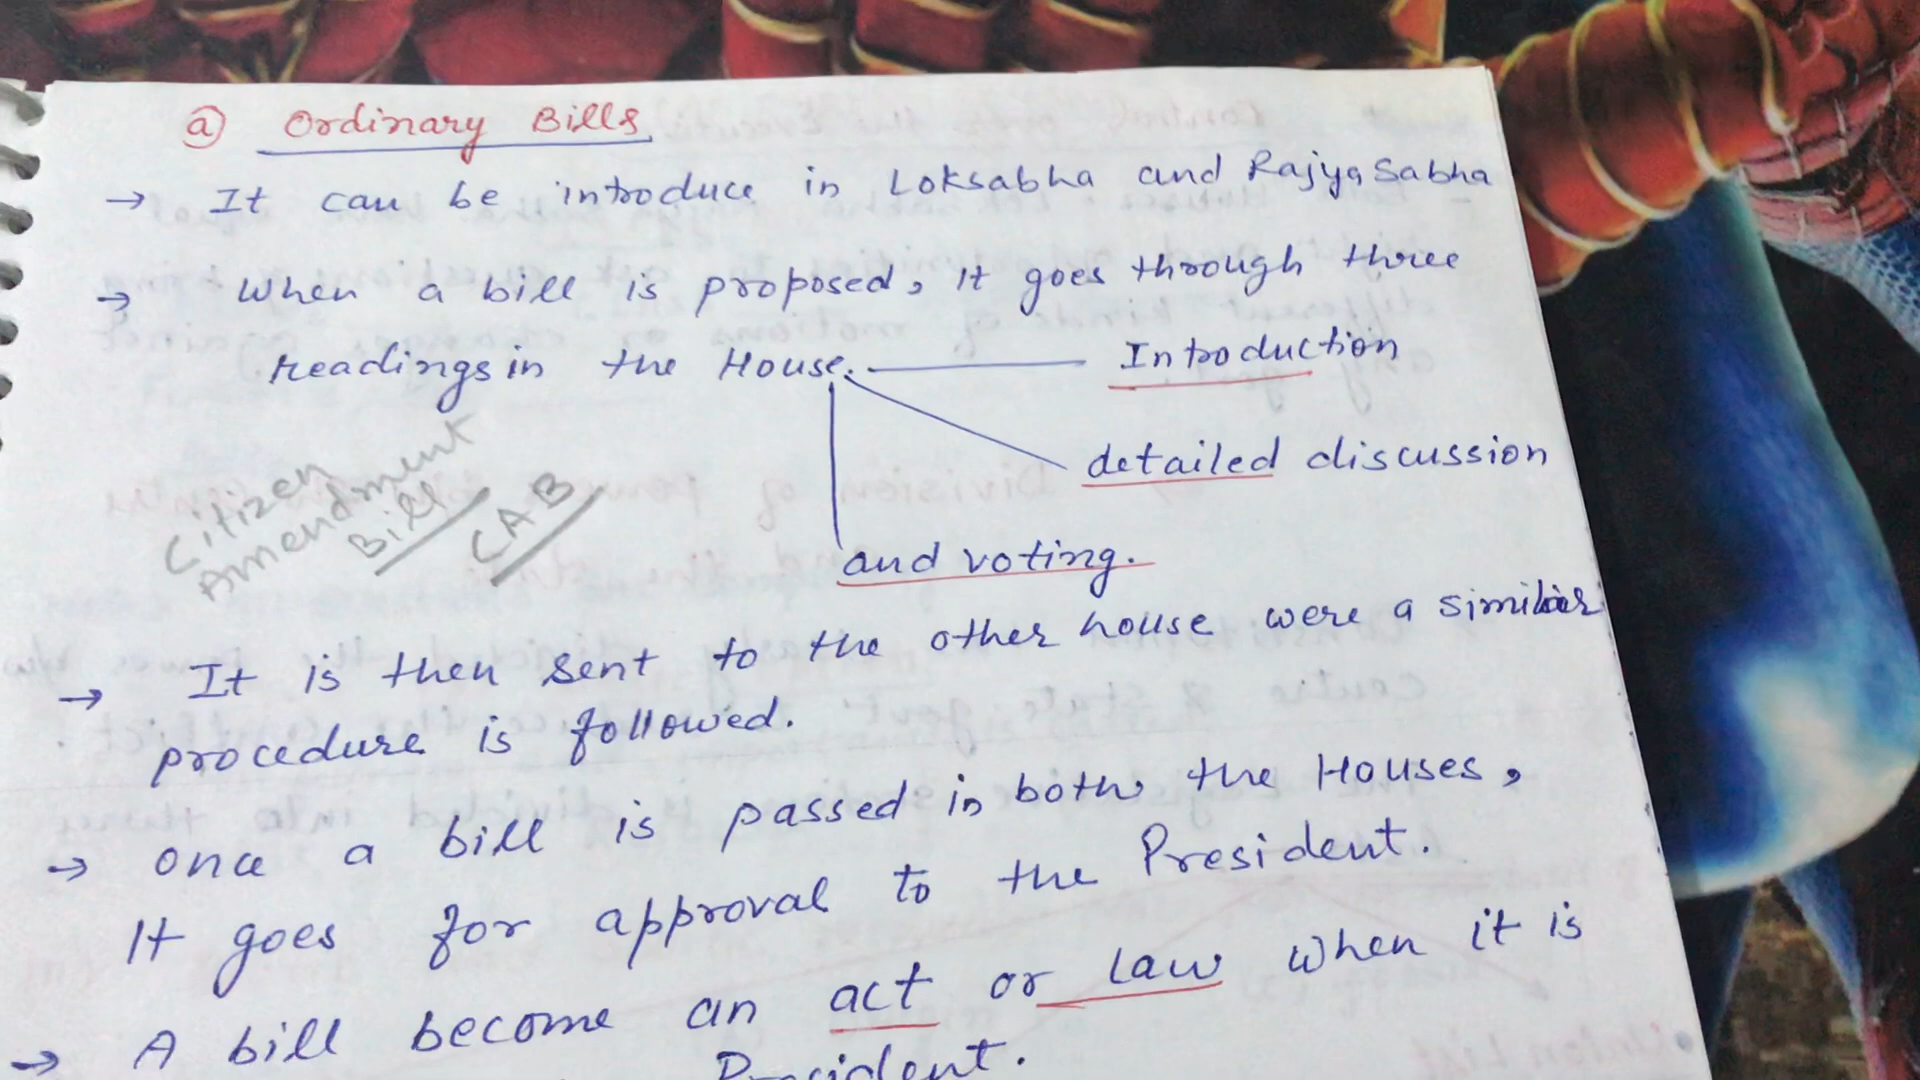 a) Ordinary Bills
→ It can be introduce in Loksabha and Rajya Sabha
→ When a bill is proposed, It goes through three
readings in the House. Introduction
detailed discussion
and voting.
Citizen
Amendment
Bill
CAB
→ It is then sent to the other house were a similar
procedure is followed.
→ once a bill is passed in both the Houses,
It goes for approval to the President.
→ A bill become an act or law when it is
President.